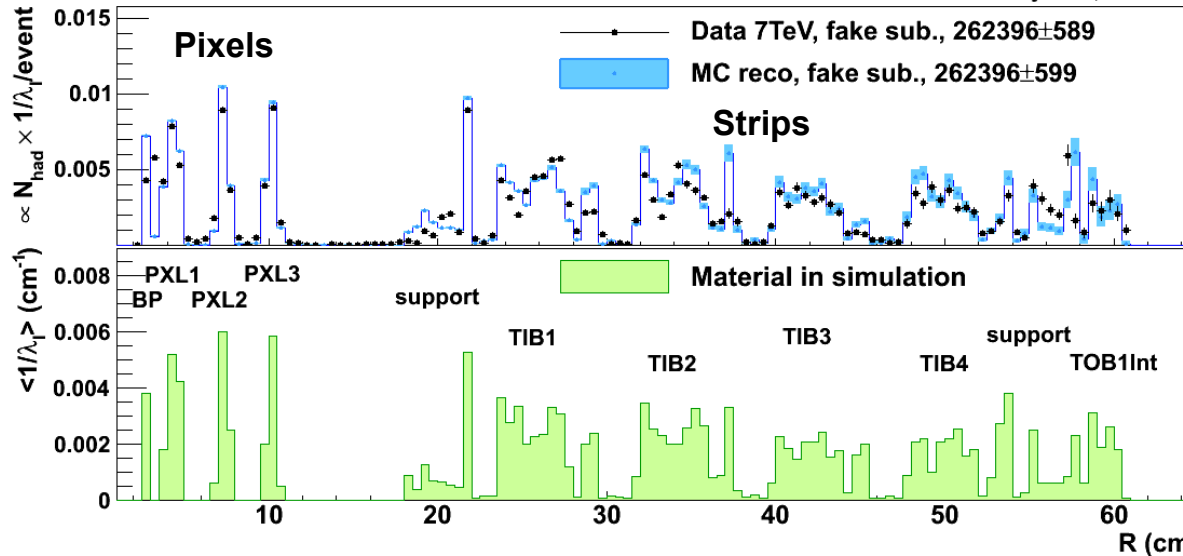 0.015
Pixels
Data 7TeV, fake sub., 262396±589
MC reco, fake sub., 262396±599
0.01
Strips
0.005
0
∝ N_had × 1/λ_I/event
0.008
PXL1
PXL3
BP
PXL2
support
Material in simulation
0.006
TIB1
TIB3
support
TIB2
TIB4
TOB1Int
0.004
0.002
0
<1/λ_I> (cm⁻¹)
10
20
30
40
50
60
R (cm